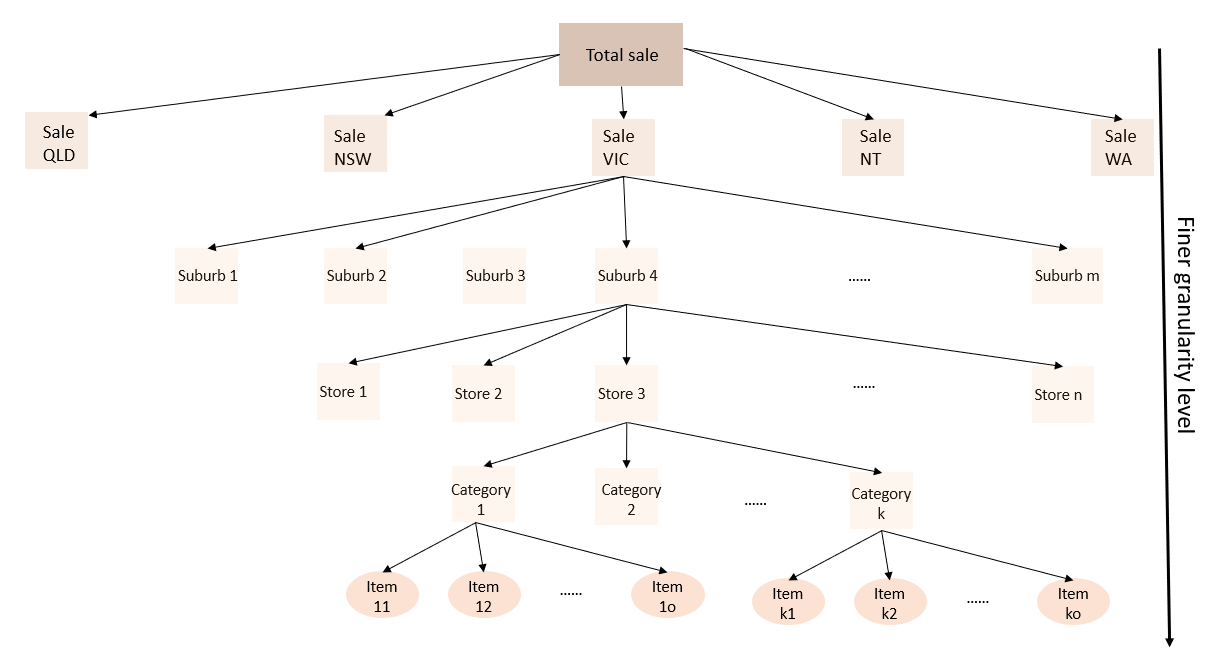 Total sale
Sale
QLD
Sale
NSW
Sale
VIC
Sale
NT
Sale
WA
Suburb 1
Suburb 2
Suburb 3
Suburb 4
......
Suburb m
Store 1
Store 2
Store 3
......
Store n
Category
1
Category
2
......
Category
k
Item
11
Item
12
......
Item
1o
Item
k1
Item
k2
......
Item
ko
Finer granularity level